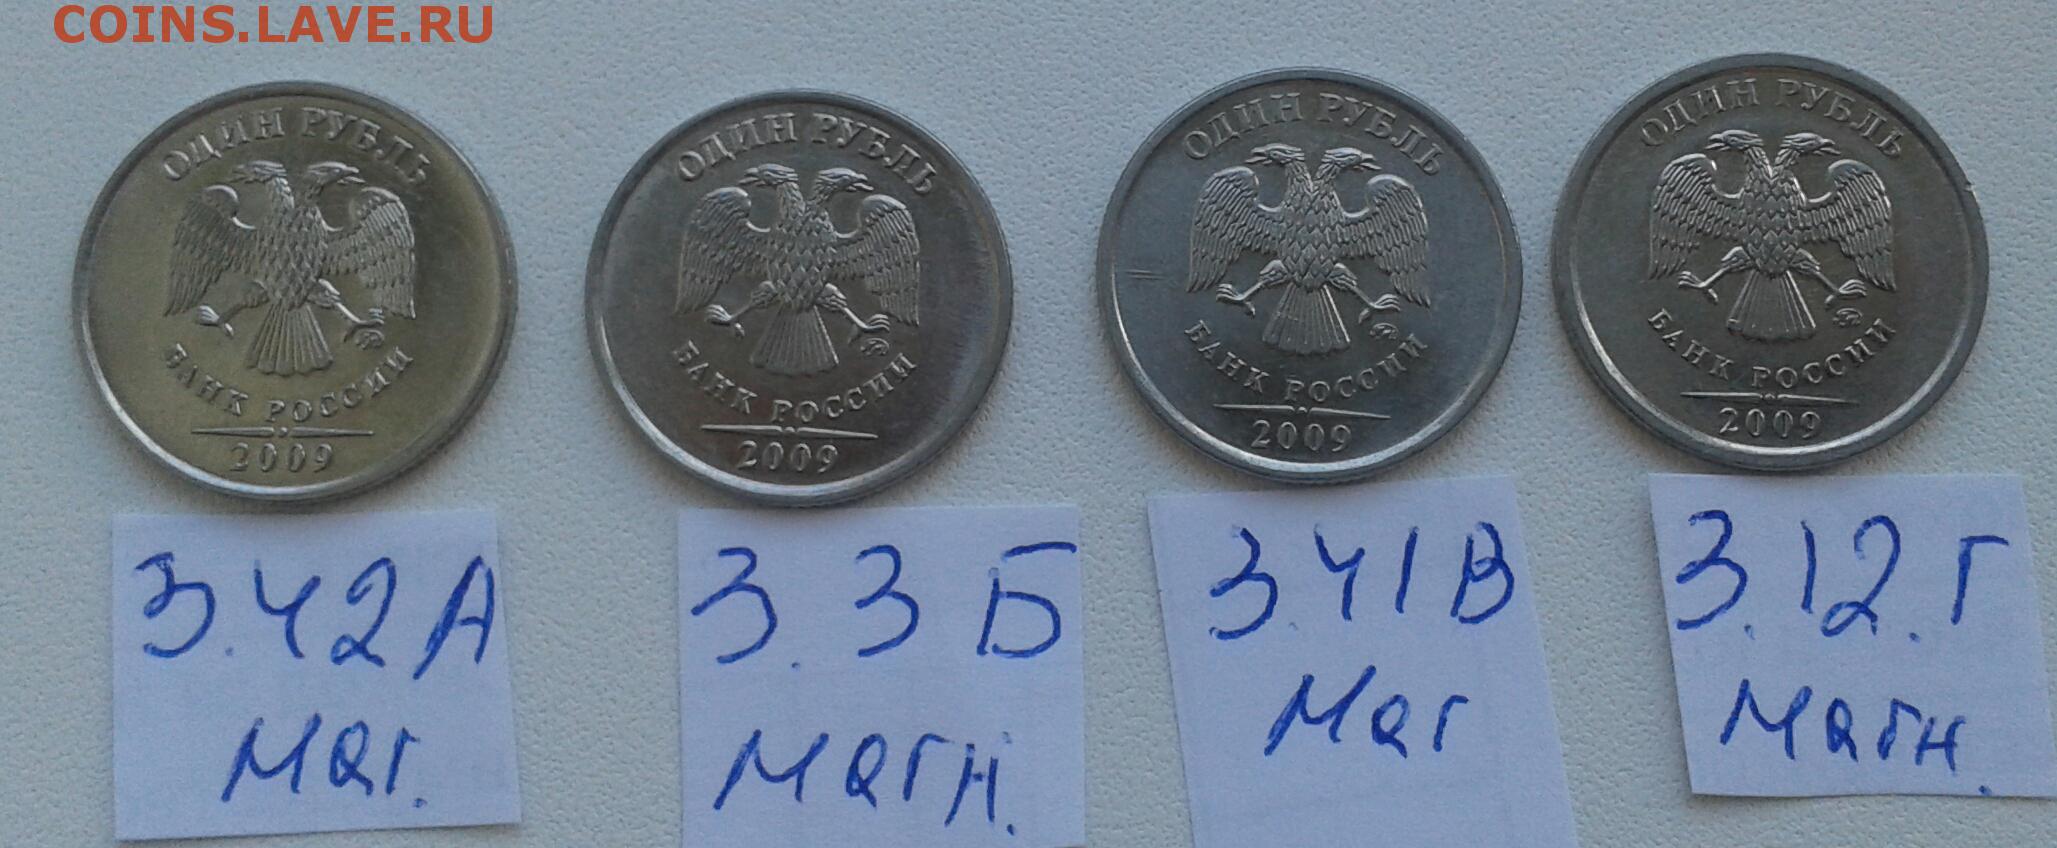 COINS.LAVE.RU
ОДИН РУБЛЬ
БАНК РОССИИ
2009
ОДИН РУБЛЬ
БАНК РОССИИ
2009
ОДИН РУБЛЬ
БАНК РОССИИ
2009
ОДИН РУБЛЬ
БАНК РОССИИ
2009
3.42А
маг.
3.3Б
магн.
3.41В
маг
3.12.Г
магн.